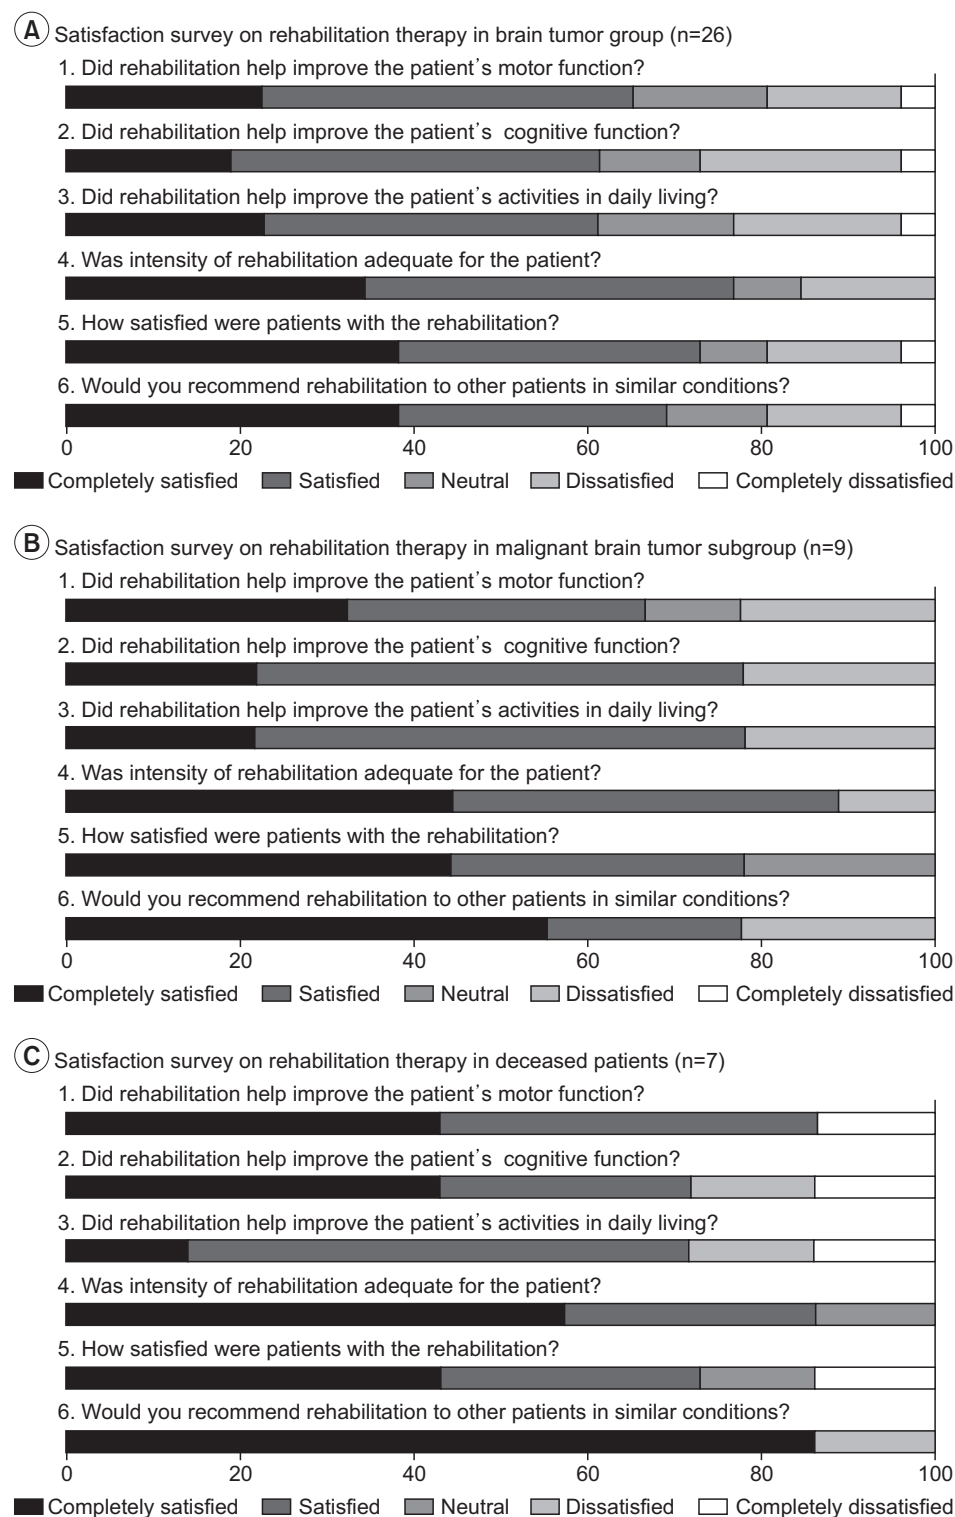 A Satisfaction survey on rehabilitation therapy in brain tumor group (n=26)
1. Did rehabilitation help improve the patient's motor function?
2. Did rehabilitation help improve the patient's cognitive function?
3. Did rehabilitation help improve the patient's activities in daily living?
4. Was intensity of rehabilitation adequate for the patient?
5. How satisfied were patients with the rehabilitation?
6. Would you recommend rehabilitation to other patients in similar conditions?
0 20 40 60 80 100
Completely satisfied Satisfied Neutral Dissatisfied Completely dissatisfied
B Satisfaction survey on rehabilitation therapy in malignant brain tumor subgroup (n=9)
1. Did rehabilitation help improve the patient's motor function?
2. Did rehabilitation help improve the patient's cognitive function?
3. Did rehabilitation help improve the patient's activities in daily living?
4. Was intensity of rehabilitation adequate for the patient?
5. How satisfied were patients with the rehabilitation?
6. Would you recommend rehabilitation to other patients in similar conditions?
0 20 40 60 80 100
Completely satisfied Satisfied Neutral Dissatisfied Completely dissatisfied
C Satisfaction survey on rehabilitation therapy in deceased patients (n=7)
1. Did rehabilitation help improve the patient's motor function?
2. Did rehabilitation help improve the patient's cognitive function?
3. Did rehabilitation help improve the patient's activities in daily living?
4. Was intensity of rehabilitation adequate for the patient?
5. How satisfied were patients with the rehabilitation?
6. Would you recommend rehabilitation to other patients in similar conditions?
0 20 40 60 80 100
Completely satisfied Satisfied Neutral Dissatisfied Completely dissatisfied